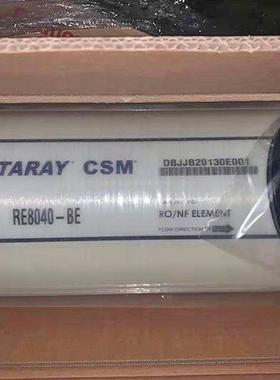 TARAY CSM
DBJJB20130E001
RE8040-BE
RO/NF ELEMENT
FLOW DIRECTION